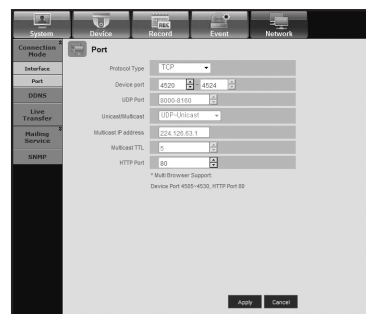 System Device Record Event Network
REC
Connection Mode
Interface
Port
DDNS
Live Transfer
Mailing Service
SNMP
Port
Protocol Type TCP
Device port 4520 ~ 4524
UDP Port 8000-8160
Unicast/Multicast UDP-Unicast
Multicast IP address 224.126.63.1
Multicast TTL 5
HTTP Port 80
* Multi Browser Support:
Device Port 4505~4530, HTTP Port 80
Apply Cancel